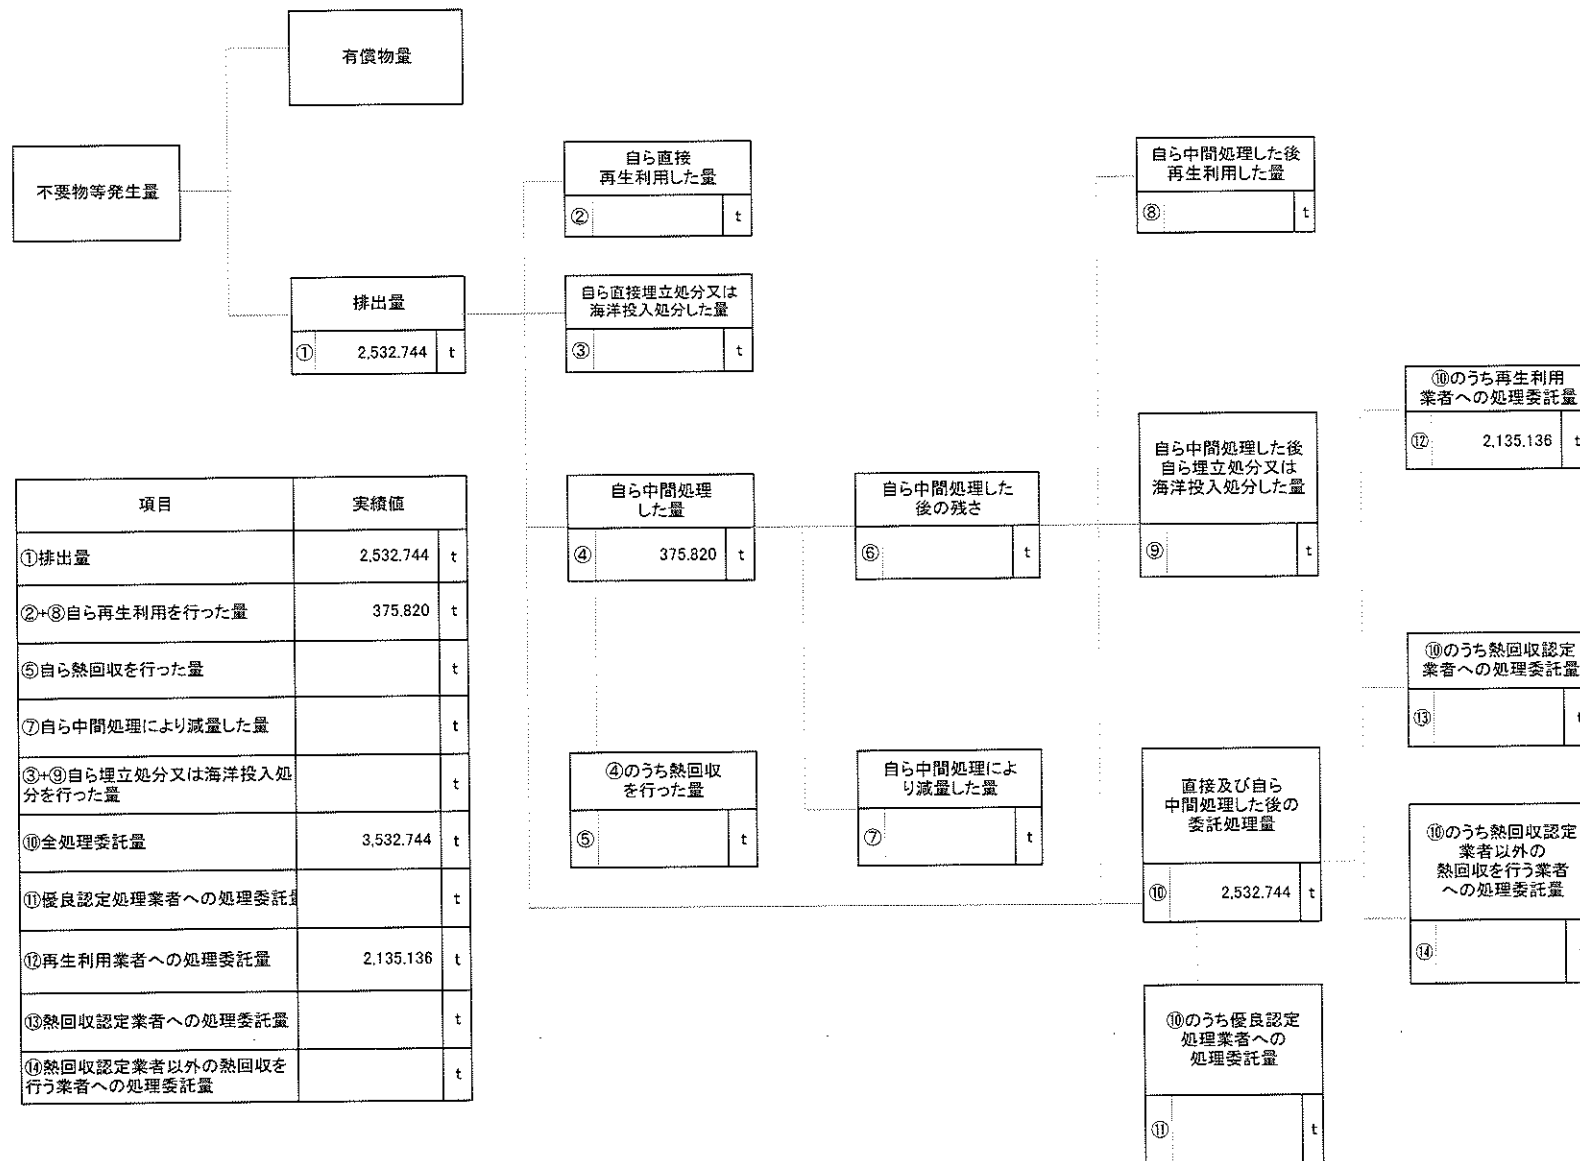 有償物量
不要物等発生量
排出量
① 2,532.744 t
自ら直接
再生利用した量
② t
自ら直接埋立処分又は
海洋投入処分した量
③ t
自ら中間処理
した量
④ 375.820 t
④のうち熱回収
を行った量
⑤ t
自ら中間処理した
後の残さ
⑥ t
自ら中間処理によ
り減量した量
⑦ t
自ら中間処理した後
再生利用した量
⑧ t
自ら中間処理した後
自ら埋立処分又は
海洋投入処分した量
⑨ t
直接及び自ら
中間処理した後の
委託処理量
⑩ 2,532.744 t
⑩のうち優良認定
処理業者への
処理委託量
⑪ t
⑩のうち再生利用
業者への処理委託量
⑫ 2,135.136 t
⑩のうち熱回収認定
業者への処理委託量
⑬ t
⑩のうち熱回収認定
業者以外の
熱回収を行う業者
への処理委託量
⑭
項目 実績値
①排出量 2,532.744 t
②+⑧自ら再生利用を行った量 375.820 t
⑤自ら熱回収を行った量 t
⑦自ら中間処理により減量した量 t
③+⑨自ら埋立処分又は海洋投入処
分を行った量 t
⑩全処理委託量 3,532.744 t
⑪優良認定処理業者への処理委託量 t
⑫再生利用業者への処理委託量 2,135.136 t
⑬熱回収認定業者への処理委託量 t
⑭熱回収認定業者以外の熱回収を
行う業者への処理委託量 t